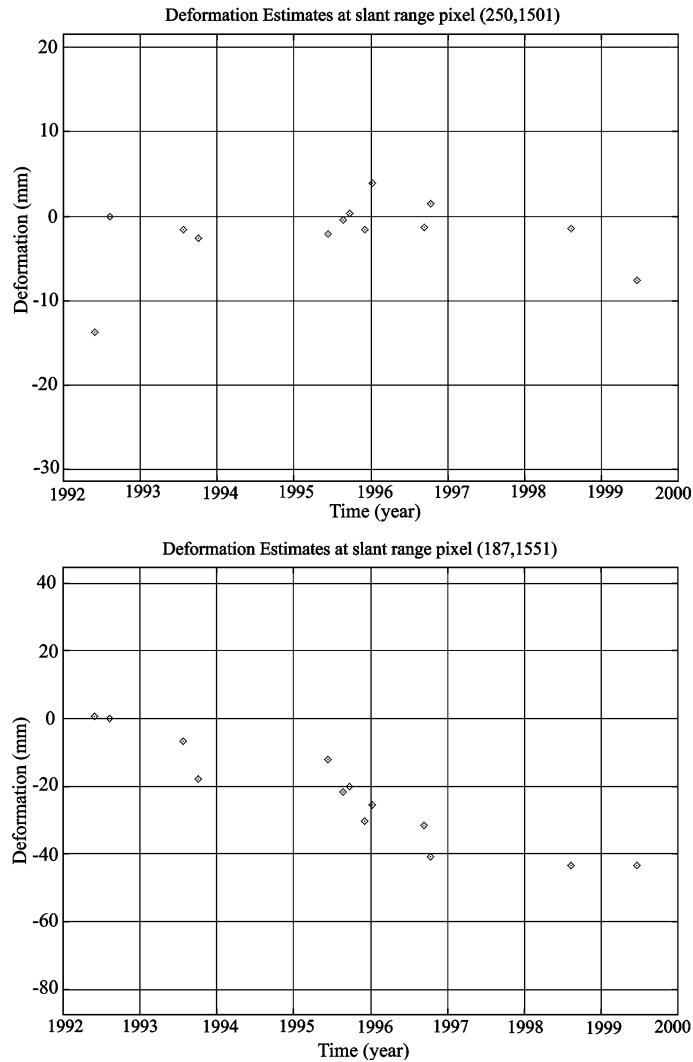 Deformation Estimates at slant range pixel (250,1501)
20
10
0
-10
-20
-30
Deformation (mm)
1992 1993 1994 1995 1996 1997 1998 1999 2000
Time (year)
Deformation Estimates at slant range pixel (187,1551)
40
20
0
-20
-40
-60
-80
Deformation (mm)
1992 1993 1994 1995 1996 1997 1998 1999 2000
Time (year)